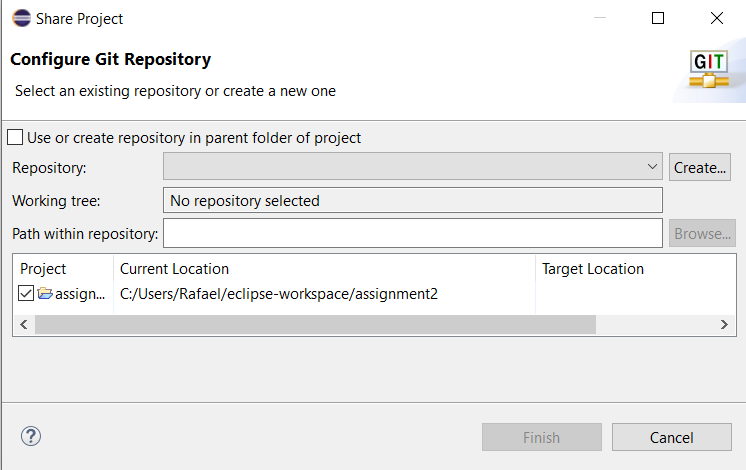 Share Project
Configure Git Repository
Select an existing repository or create a new one
GIT
Use or create repository in parent folder of project
Repository: Create...
Working tree: No repository selected
Path within repository: Browse...
Project Current Location Target Location
assign... C:/Users/Rafael/eclipse-workspace/assignment2
? Finish Cancel